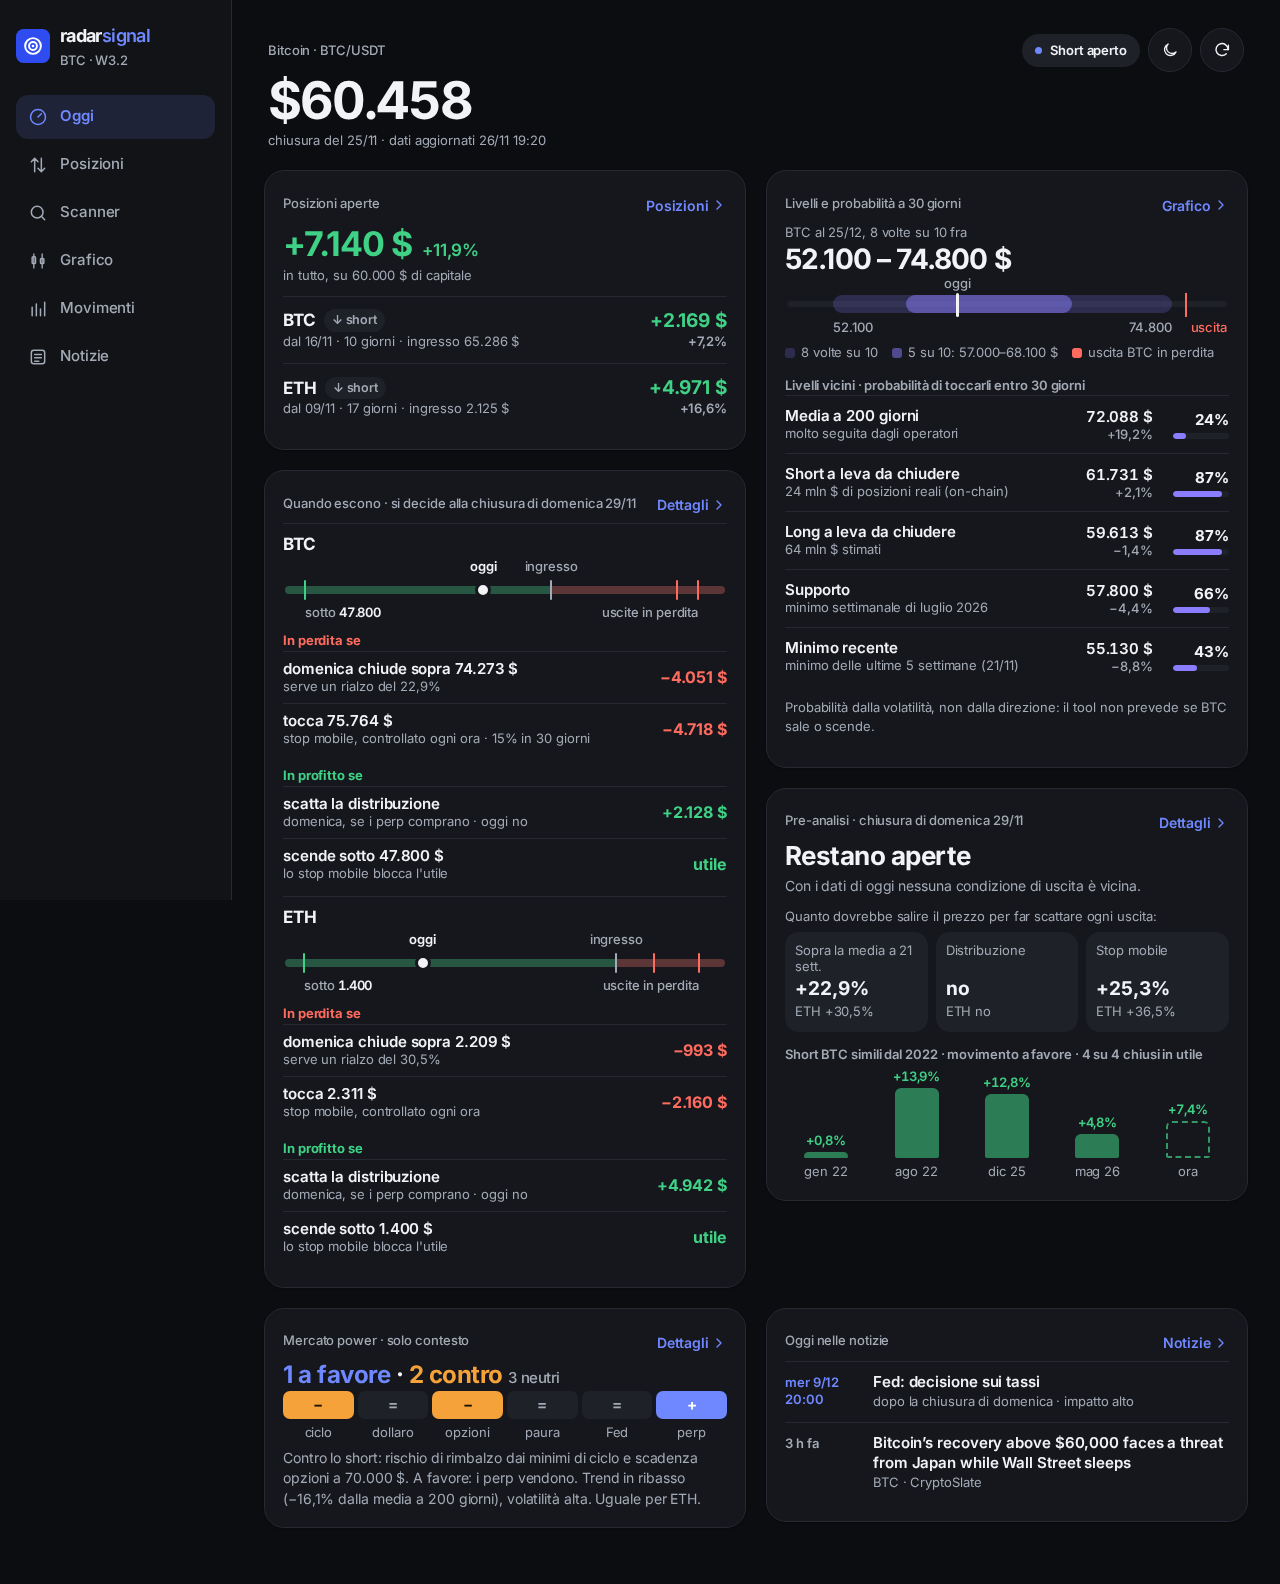 radarsignal
BTC · W3.2
Oggi
Posizioni
Scanner
Grafico
Movimenti
Notizie
Bitcoin · BTC/USDT
$60.458
chiusura del 25/11 · dati aggiornati 26/11 19:20
Short aperto
Posizioni aperte
Posizioni
+7.140 $ +11,9%
in tutto, su 60.000 $ di capitale
BTC ↓ short +2.169 $
dal 16/11 · 10 giorni · ingresso 65.286 $ +7,2%
ETH ↓ short +4.971 $
dal 09/11 · 17 giorni · ingresso 2.125 $ +16,6%
Quando escono · si decide alla chiusura di domenica 29/11
Dettagli
BTC
oggi ingresso
sotto 47.800 uscite in perdita
In perdita se
domenica chiude sopra 74.273 $
serve un rialzo del 22,9%
−4.051 $
tocca 75.764 $
stop mobile, controllato ogni ora · 15% in 30 giorni
−4.718 $
In profitto se
scatta la distribuzione
domenica, se i perp comprano · oggi no
+2.128 $
scende sotto 47.800 $
lo stop mobile blocca l'utile
utile
ETH
oggi ingresso
sotto 1.400 uscite in perdita
In perdita se
domenica chiude sopra 2.209 $
serve un rialzo del 30,5%
−993 $
tocca 2.311 $
stop mobile, controllato ogni ora
−2.160 $
In profitto se
scatta la distribuzione
domenica, se i perp comprano · oggi no
+4.942 $
scende sotto 1.400 $
lo stop mobile blocca l'utile
utile
Livelli e probabilità a 30 giorni
Grafico
BTC al 25/12, 8 volte su 10 fra
52.100 – 74.800 $
oggi
52.100 74.800 uscita
8 volte su 10 5 su 10: 57.000–68.100 $ uscita BTC in perdita
Livelli vicini · probabilità di toccarli entro 30 giorni
Media a 200 giorni 72.088 $ 24%
molto seguita dagli operatori +19,2%
Short a leva da chiudere 61.731 $ 87%
24 mln $ di posizioni reali (on-chain) +2,1%
Long a leva da chiudere 59.613 $ 87%
64 mln $ stimati −1,4%
Supporto 57.800 $ 66%
minimo settimanale di luglio 2026 −4,4%
Minimo recente 55.130 $ 43%
minimo delle ultime 5 settimane (21/11) −8,8%
Probabilità dalla volatilità, non dalla direzione: il tool non prevede se BTC
sale o scende.
Pre-analisi · chiusura di domenica 29/11
Dettagli
Restano aperte
Con i dati di oggi nessuna condizione di uscita è vicina.
Quanto dovrebbe salire il prezzo per far scattare ogni uscita:
Sopra la media a 21
sett.
+22,9%
ETH +30,5%
Distribuzione
no
ETH no
Stop mobile
+25,3%
ETH +36,5%
Short BTC simili dal 2022 · movimento a favore · 4 su 4 chiusi in utile
+0,8% +13,9% +12,8% +4,8% +7,4%
gen 22 ago 22 dic 25 mag 26 ora
Mercato power · solo contesto
Dettagli
1 a favore · 2 contro 3 neutri
− = − = = +
ciclo dollaro opzioni paura Fed perp
Contro lo short: rischio di rimbalzo dai minimi di ciclo e scadenza
opzioni a 70.000 $. A favore: i perp vendono. Trend in ribasso
(−16,1% dalla media a 200 giorni), volatilità alta. Uguale per ETH.
Oggi nelle notizie
Notizie
mer 9/12
20:00
Fed: decisione sui tassi
dopo la chiusura di domenica · impatto alto
3 h fa
Bitcoin’s recovery above $60,000 faces a threat
from Japan while Wall Street sleeps
BTC · CryptoSlate